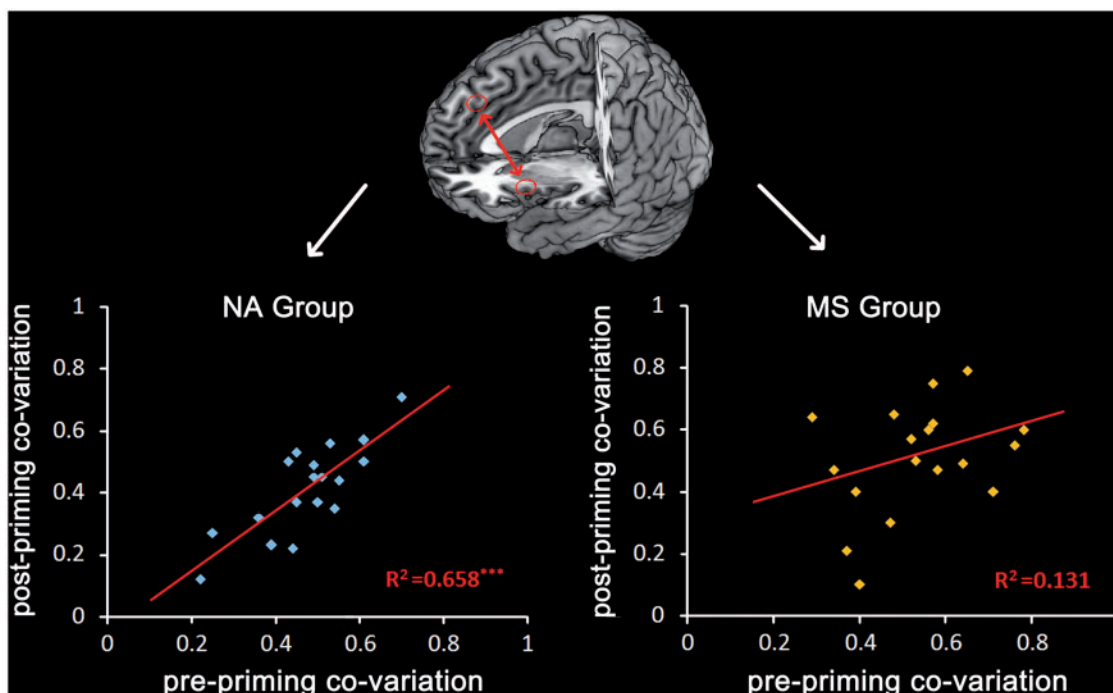 NA Group
post-priming co-variation
1
0.8
0.6
0.4
0.2
0
0 0.2 0.4 0.6 0.8 1
pre-priming co-variation
R²=0.658***
MS Group
post-priming co-variation
1
0.8
0.6
0.4
0.2
0
0 0.2 0.4 0.6 0.8
pre-priming co-variation
R²=0.131